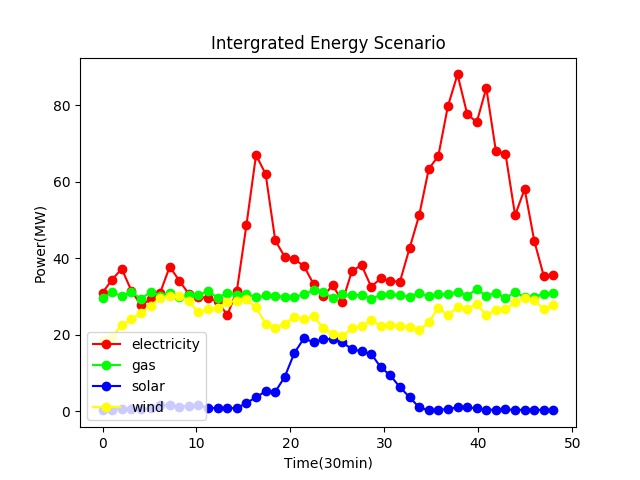 Intergrated Energy Scenario
Power(MW)
80
60
40
20
0
electricity
gas
solar
wind
0 10 20 30 40 50
Time(30min)